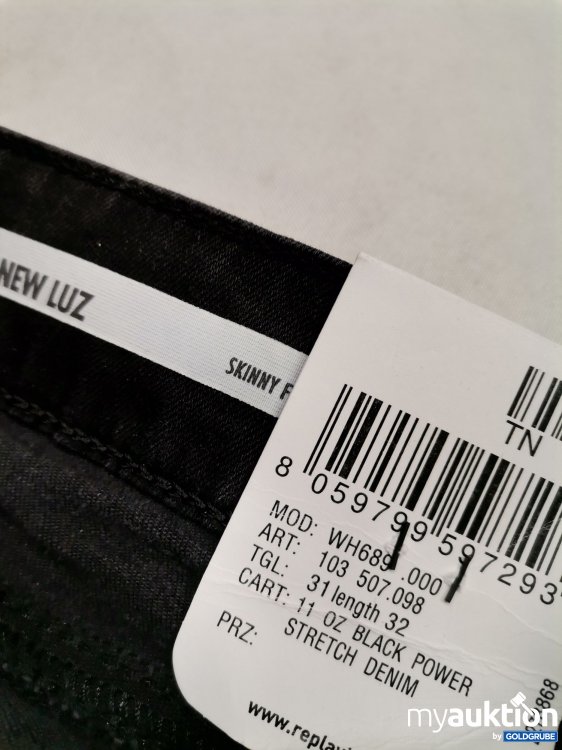 NEW LUZ
SKINNY F
TN
8 059799 597293
MOD: WH689 .000
ART: 103 507.098
TGL: 31 length 32
CART: 11 OZ BLACK POWER
STRETCH DENIM
PRZ:
www.replay
myauktion
by GOLDGRUBE